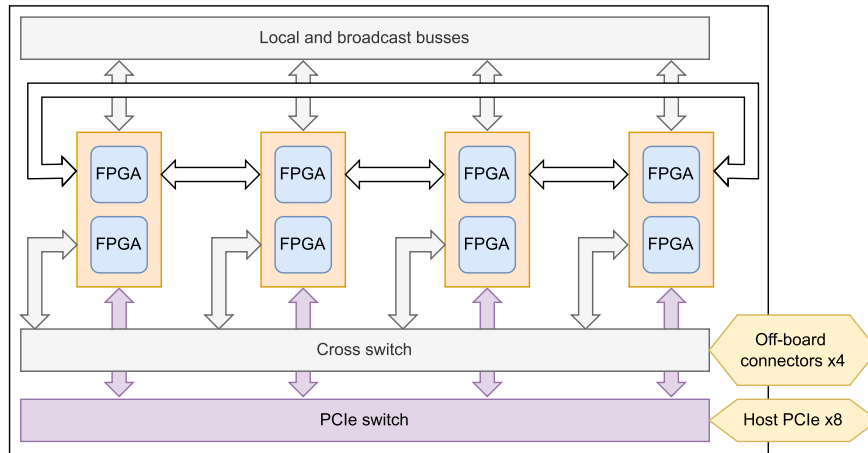 Local and broadcast busses
FPGA FPGA FPGA FPGA
FPGA FPGA FPGA FPGA
Cross switch
Off-board
connectors x4
PCIe switch
Host PCIe x8